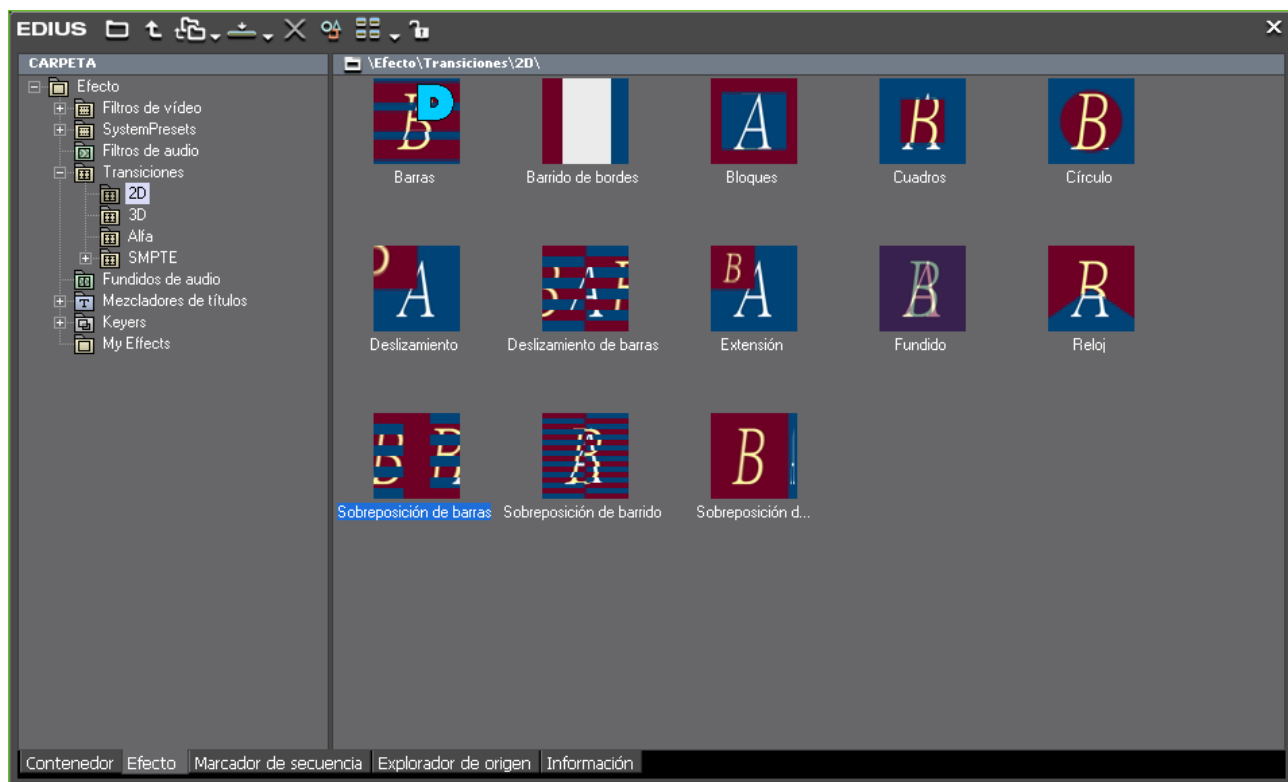 EDIUS
CARPETA
Efecto
Filtros de vídeo
SystemPresets
Filtros de audio
Transiciones
2D
3D
Alfa
SMPTE
Fundidos de audio
Mezcladores de títulos
Keyers
My Effects
\Efecto\Transiciones\2D\
B D
A
B A
B
Barras Barrido de bordes Bloques Cuadros Círculo
A
B A
B A
B A
Deslizamiento Deslizamiento de barras Extensión Fundido Reloj
B B
B A
B
Sobreposición de barras Sobreposición de barrido Sobreposición d...
Contenedor Efecto Marcador de secuencia Explorador de origen Información